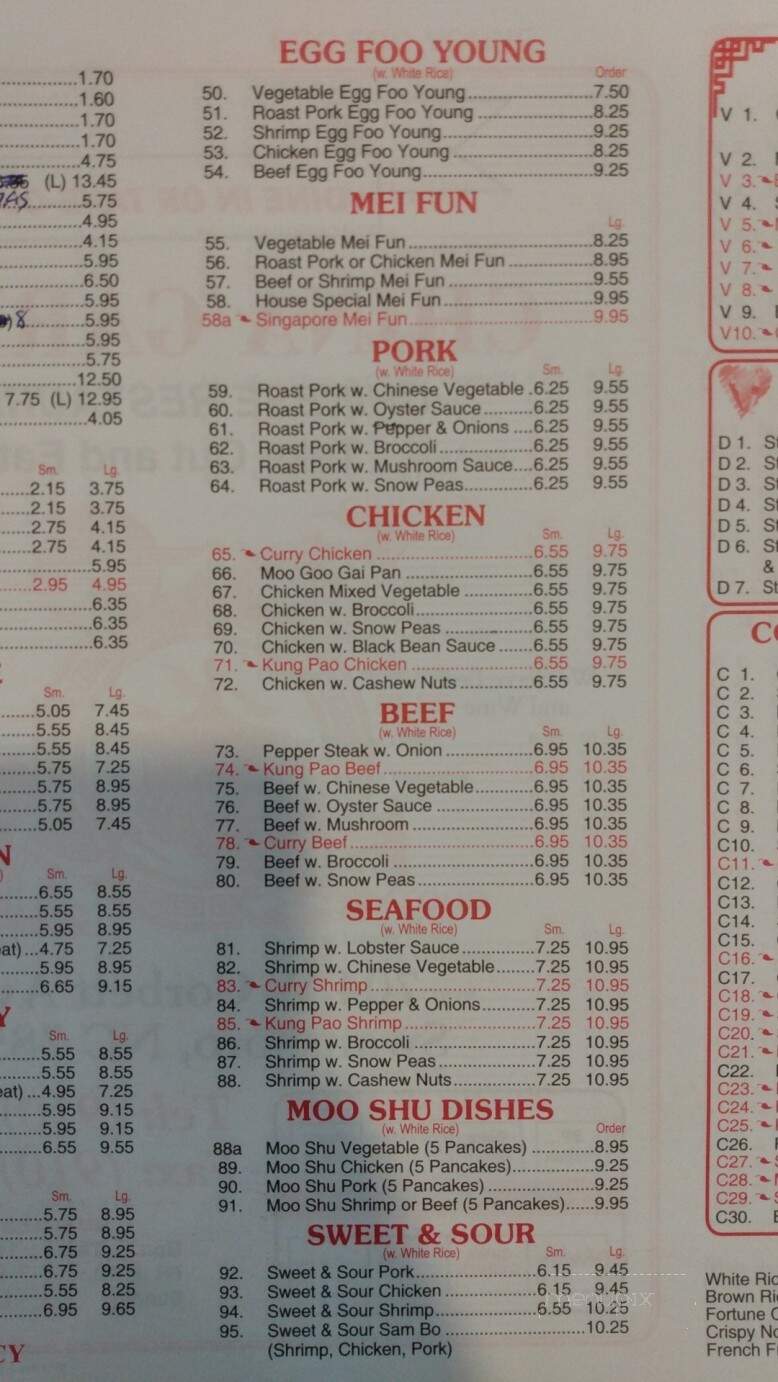 1.70
1.60
1.70
1.70
4.75
(L) 13.45
5.75
4.95
4.15
5.95
6.50
5.95
8 5.95
5.95
5.75
12.50
7.75 (L) 12.95
4.05
Sm. Lg.
2.15 3.75
2.15 3.75
2.75 4.15
2.75 4.15
5.95
2.95 4.95
6.35
6.35
6.35
Sm. Lg.
5.05 7.45
5.55 8.45
5.55 8.45
5.75 7.25
5.75 8.95
5.75 8.95
5.05 7.45
N
Sm. Lg.
6.55 8.55
5.55 8.55
5.95 8.95
eat) ...4.75 7.25
5.95 8.95
6.65 9.15
Y
Sm. Lg.
5.55 8.55
5.55 8.55
eat) ...4.95 7.25
5.95 9.15
5.95 9.15
6.55 9.55
Sm. Lg.
5.75 8.95
5.75 8.95
6.75 9.25
6.75 9.25
5.55 8.25
6.95 9.65
CY
EGG FOO YOUNG
(w. White Rice) Order
50. Vegetable Egg Foo Young 7.50
51. Roast Pork Egg Foo Young 8.25
52. Shrimp Egg Foo Young 9.25
53. Chicken Egg Foo Young 8.25
54. Beef Egg Foo Young 9.25
MEI FUN
Lg.
55. Vegetable Mei Fun 8.25
56. Roast Pork or Chicken Mei Fun 8.95
57. Beef or Shrimp Mei Fun 9.55
58. House Special Mei Fun 9.95
58a Singapore Mei Fun 9.95
PORK
(w. White Rice) Sm. Lg.
59. Roast Pork w. Chinese Vegetable .6.25 9.55
60. Roast Pork w. Oyster Sauce 6.25 9.55
61. Roast Pork w. Pepper & Onions 6.25 9.55
62. Roast Pork w. Broccoli 6.25 9.55
63. Roast Pork w. Mushroom Sauce 6.25 9.55
64. Roast Pork w. Snow Peas 6.25 9.55
CHICKEN
(w. White Rice) Sm. Lg.
65. Curry Chicken 6.55 9.75
66. Moo Goo Gai Pan 6.55 9.75
67. Chicken Mixed Vegetable 6.55 9.75
68. Chicken w. Broccoli 6.55 9.75
69. Chicken w. Snow Peas 6.55 9.75
70. Chicken w. Black Bean Sauce 6.55 9.75
71. Kung Pao Chicken 6.55 9.75
72. Chicken w. Cashew Nuts 6.55 9.75
BEEF
(w. White Rice) Sm. Lg.
73. Pepper Steak w. Onion 6.95 10.35
74. Kung Pao Beef 6.95 10.35
75. Beef w. Chinese Vegetable 6.95 10.35
76. Beef w. Oyster Sauce 6.95 10.35
77. Beef w. Mushroom 6.95 10.35
78. Curry Beef 6.95 10.35
79. Beef w. Broccoli 6.95 10.35
80. Beef w. Snow Peas 6.95 10.35
SEAFOOD
(w. White Rice) Sm. Lg.
81. Shrimp w. Lobster Sauce 7.25 10.95
82. Shrimp w. Chinese Vegetable 7.25 10.95
83. Curry Shrimp 7.25 10.95
84. Shrimp w. Pepper & Onions 7.25 10.95
85. Kung Pao Shrimp 7.25 10.95
86. Shrimp w. Broccoli 7.25 10.95
87. Shrimp w. Snow Peas 7.25 10.95
88. Shrimp w. Cashew Nuts 7.25 10.95
MOO SHU DISHES
(w. White Rice) Order
88a Moo Shu Vegetable (5 Pancakes) 8.95
89. Moo Shu Chicken (5 Pancakes) 9.25
90. Moo Shu Pork (5 Pancakes) 9.25
91. Moo Shu Shrimp or Beef (5 Pancakes) 9.95
SWEET & SOUR
(w. White Rice) Sm. Lg.
92. Sweet & Sour Pork 6.15 9.45
93. Sweet & Sour Chicken 6.15 9.45
94. Sweet & Sour Shrimp 6.55 10.25
95. Sweet & Sour Sam Bo 10.25
(Shrimp, Chicken, Pork)
V 1.
V 2.
V 3.
V 4.
V 5.
V 6.
V 7.
V 8.
V 9.
V10.
D 1. St
D 2. St
D 3. St
D 4. St
D 5. St
D 6. St
&
D 7. St
CO
C 1.
C 2.
C 3.
C 4.
C 5.
C 6.
C 7.
C 8.
C 9.
C10.
C11.
C12.
C13.
C14.
C15.
C16.
C17.
C18.
C19.
C20.
C21.
C22.
C23.
C24.
C25.
C26.
C27.
C28.
C29.
C30.
White Ric
Brown Ri
Fortune C
Crispy No
French F